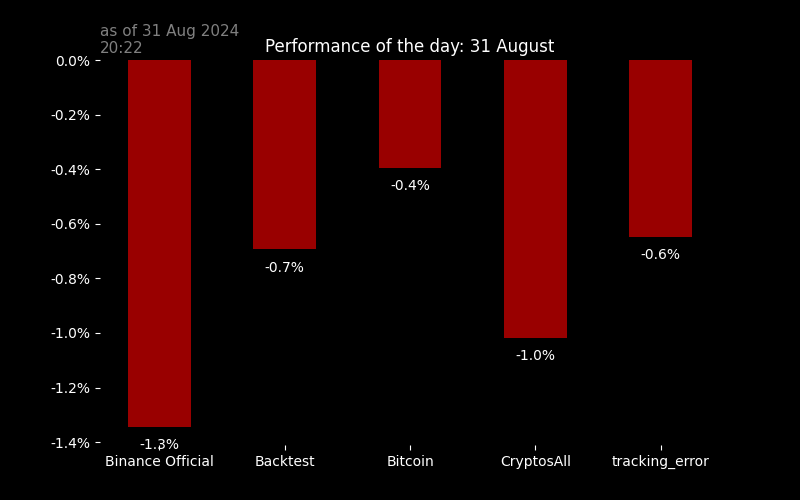 as of 31 Aug 2024
20:22
Performance of the day: 31 August
0.0%
-0.2%
-0.4%
-0.6%
-0.8%
-1.0%
-1.2%
-1.4%
-1.3%
-0.7%
-0.4%
-1.0%
-0.6%
Binance Official
Backtest
Bitcoin
CryptosAll
tracking_error